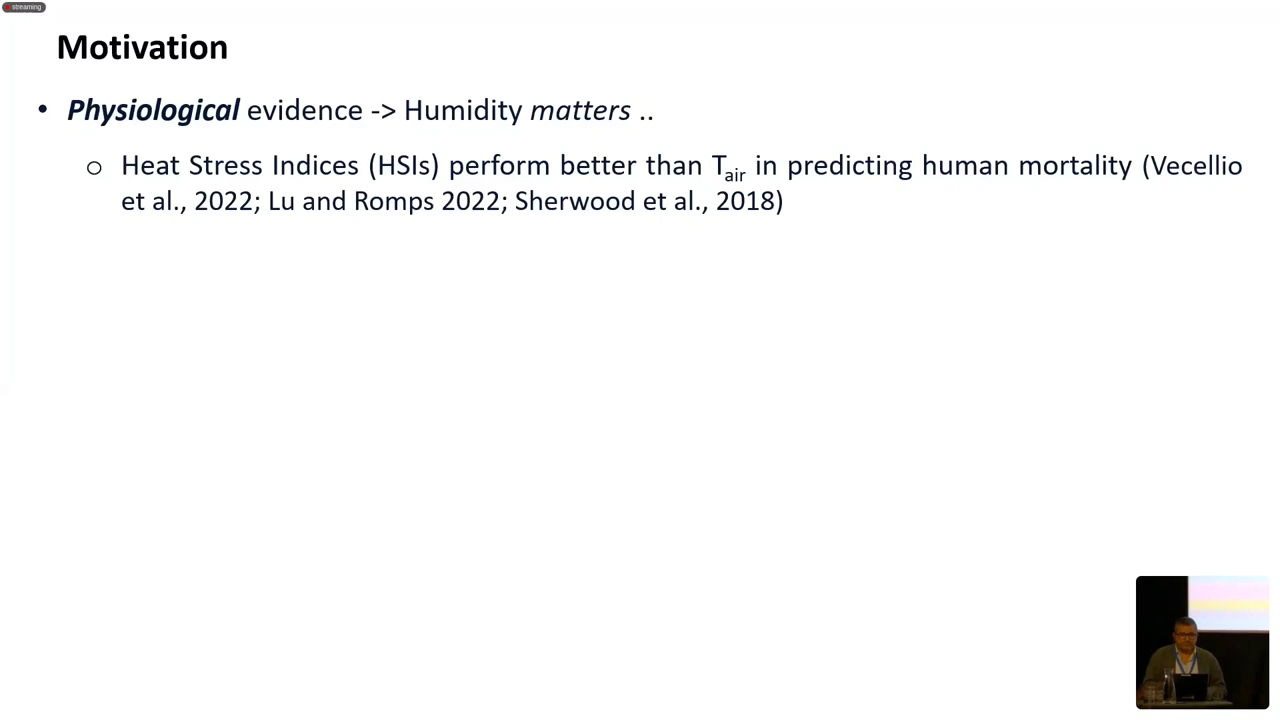 streaming
Motivation
• Physiological evidence -> Humidity matters ..
o Heat Stress Indices (HSIs) perform better than Tair in predicting human mortality (Vecellio
et al., 2022; Lu and Romps 2022; Sherwood et al., 2018)